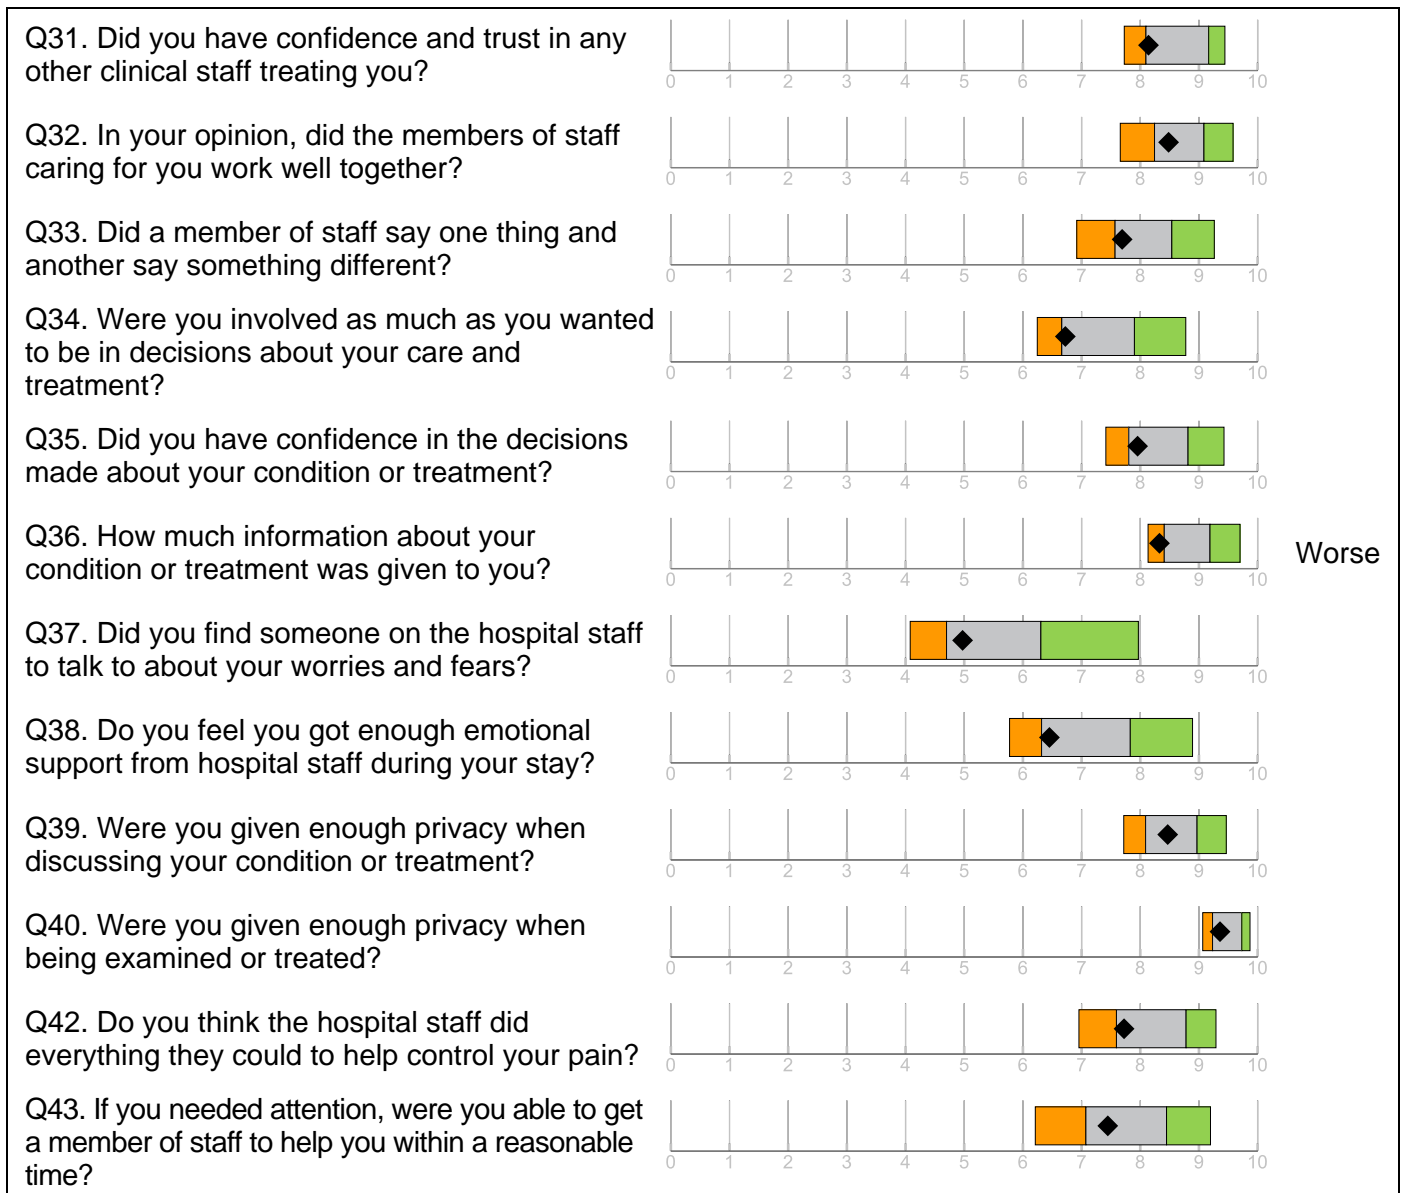 Q31. Did you have confidence and trust in any
other clinical staff treating you?
0 1 2 3 4 5 6 7 8 9 10
Q32. In your opinion, did the members of staff
caring for you work well together?
0 1 2 3 4 5 6 7 8 9 10
Q33. Did a member of staff say one thing and
another say something different?
0 1 2 3 4 5 6 7 8 9 10
Q34. Were you involved as much as you wanted
to be in decisions about your care and
treatment?
0 1 2 3 4 5 6 7 8 9 10
Q35. Did you have confidence in the decisions
made about your condition or treatment?
0 1 2 3 4 5 6 7 8 9 10
Q36. How much information about your
condition or treatment was given to you?
Worse
0 1 2 3 4 5 6 7 8 9 10
Q37. Did you find someone on the hospital staff
to talk to about your worries and fears?
0 1 2 3 4 5 6 7 8 9 10
Q38. Do you feel you got enough emotional
support from hospital staff during your stay?
0 1 2 3 4 5 6 7 8 9 10
Q39. Were you given enough privacy when
discussing your condition or treatment?
0 1 2 3 4 5 6 7 8 9 10
Q40. Were you given enough privacy when
being examined or treated?
0 1 2 3 4 5 6 7 8 9 10
Q42. Do you think the hospital staff did
everything they could to help control your pain?
0 1 2 3 4 5 6 7 8 9 10
Q43. If you needed attention, were you able to get
a member of staff to help you within a reasonable
time?
0 1 2 3 4 5 6 7 8 9 10